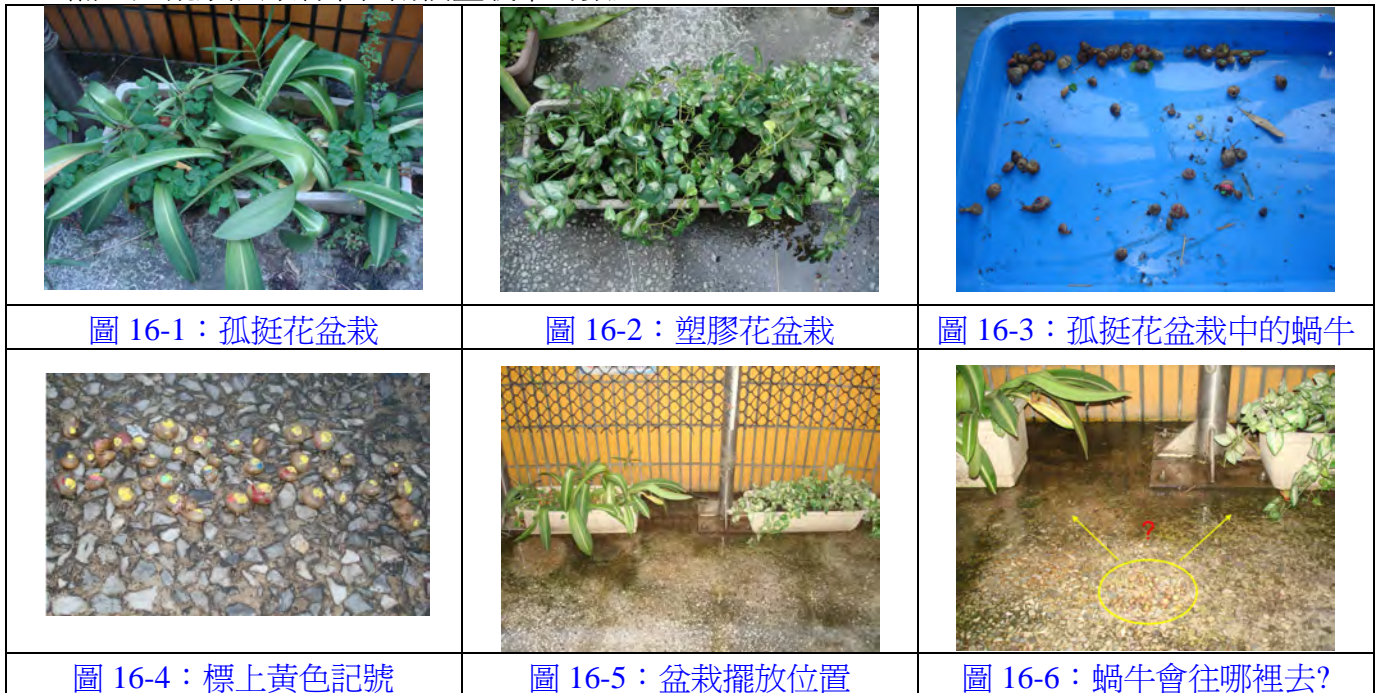 圖 16-1：孤挺花盆栽
圖 16-2：塑膠花盆栽
圖 16-3：孤挺花盆栽中的蝸牛
?
圖 16-4：標上黃色記號
圖 16-5：盆栽擺放位置
圖 16-6：蝸牛會往哪裡去?